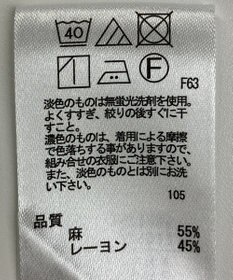 40
F
F63
淡色のものは無蛍光洗剤を使用。
よくすすぎ、絞りの後すぐに干
すこと。
濃色のものは、着用による摩擦
で色落ちする事がありますので、
組み合せの衣服にご注意下さい。
また、淡色のものとは別にお洗
い下さい。
105
品質
麻 55%
レーヨン 45%